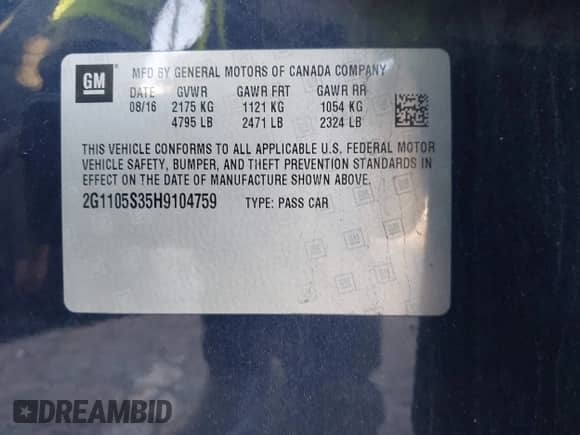 GM
MFD BY GENERAL MOTORS OF CANADA COMPANY
DATE GVWR GAWR FRT GAWR RR
08/16 2175 KG 1121 KG 1054 KG
4795 LB 2471 LB 2324 LB
THIS VEHICLE CONFORMS TO ALL APPLICABLE U.S. FEDERAL MOTOR
VEHICLE SAFETY, BUMPER, AND THEFT PREVENTION STANDARDS IN
EFFECT ON THE DATE OF MANUFACTURE SHOWN ABOVE.
2G1105S35H9104759 TYPE: PASS CAR
DREAMBID